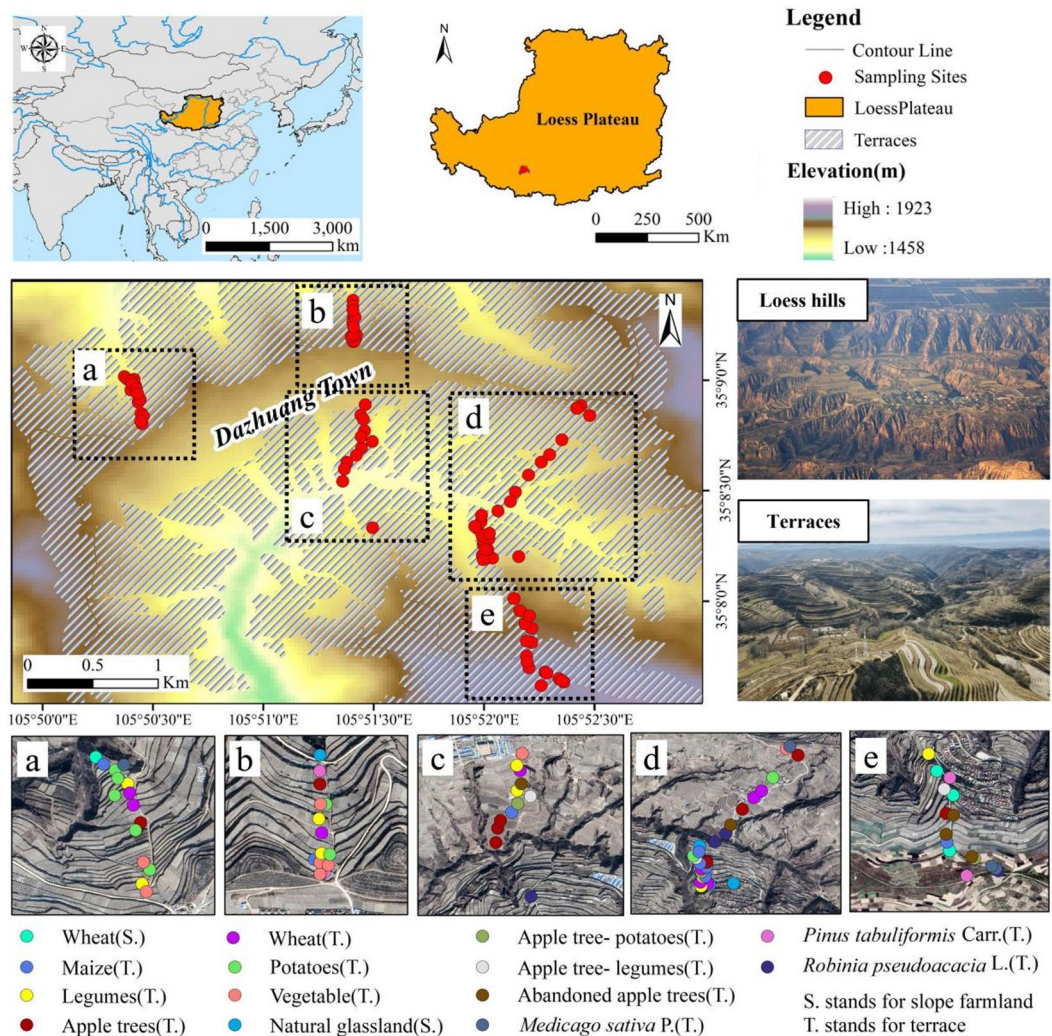 N
W
E
S
0
1,500
3,000
km
N
Loess Plateau
0
250
500
Km
Legend
Contour Line
Sampling Sites
LoessPlateau
Terraces
Elevation(m)
High : 1923
Low :1458
a
b
c
d
e
Dazhuang Town
N
0
0.5
1
Km
35°9'0"N
35°8'30"N
35°8'0"N
105°50'0"E
105°50'30"E
105°51'0"E
105°51'30"E
105°52'0"E
105°52'30"E
Loess hills
Terraces
a
b
c
d
e
Wheat(S.)
Wheat(T.)
Apple tree- potatoes(T.)
Pinus tabuliformis Carr.(T.)
Maize(T.)
Potatoes(T.)
Apple tree- legumes(T.)
Robinia pseudoacacia L.(T.)
Legumes(T.)
Vegetable(T.)
Abandoned apple trees(T.)
S. stands for slope farmland
Apple trees(T.)
Natural glassland(S.)
Medicago sativa P.(T.)
T. stands for terrace